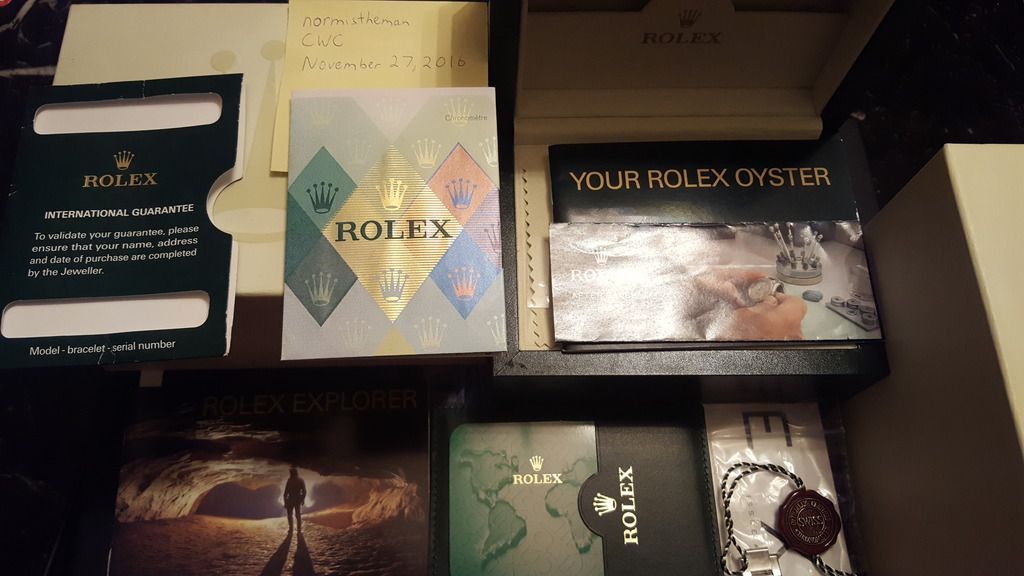 normistheman
CWC
November 27, 2016
ROLEX
Chronomètre
ROLEX
INTERNATIONAL GUARANTEE
To validate your guarantee, please
ensure that your name, address
and date of purchase are completed
by the Jeweller.
Model - bracelet - serial number
ROLEX
YOUR ROLEX OYSTER
ROLEX
ROLEX EXPLORER
ROLEX
ROLEX
E
SWISS